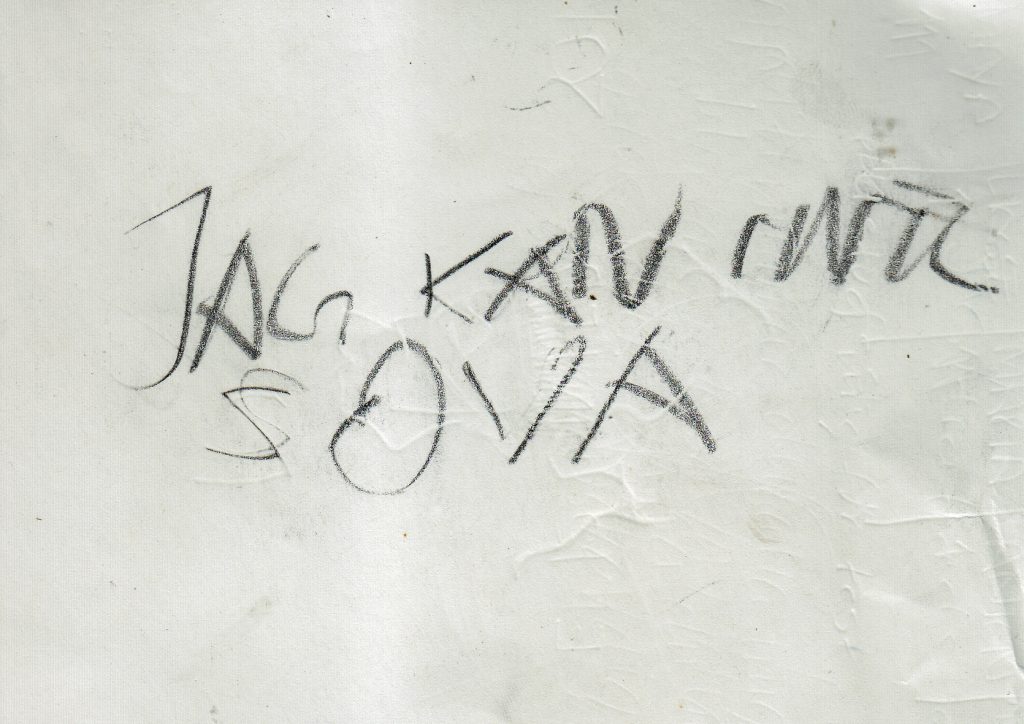 JAG KAN INTE
SOVA